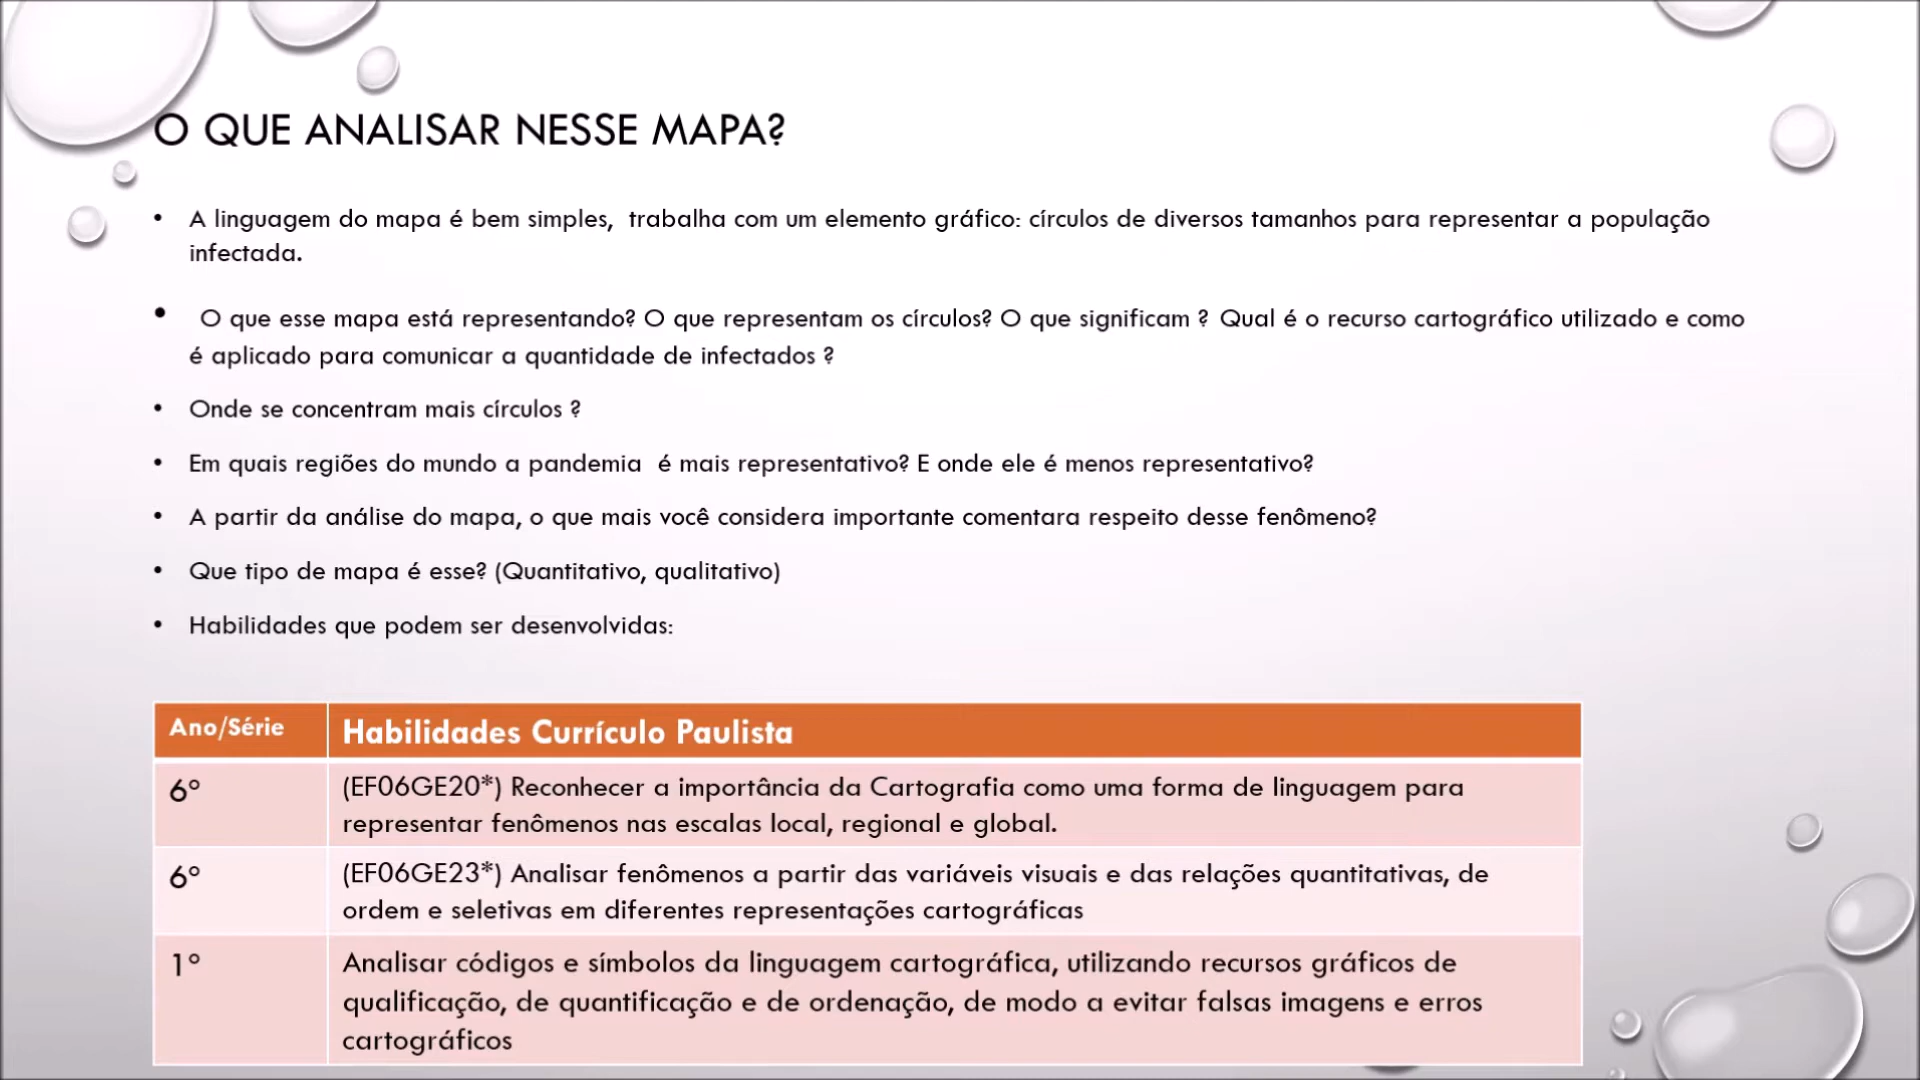 O QUE ANALISAR NESSE MAPA?
• A linguagem do mapa é bem simples, trabalha com um elemento gráfico: círculos de diversos tamanhos para representar a população
infectada.
• O que esse mapa está representando? O que representam os círculos? O que significam ? Qual é o recurso cartográfico utilizado e como
é aplicado para comunicar a quantidade de infectados ?
• Onde se concentram mais círculos ?
• Em quais regiões do mundo a pandemia é mais representativo? E onde ele é menos representativo?
• A partir da análise do mapa, o que mais você considera importante comentara respeito desse fenômeno?
• Que tipo de mapa é esse? (Quantitativo, qualitativo)
• Habilidades que podem ser desenvolvidas:
Ano/Série Habilidades Currículo Paulista
6° (EF06GE20*) Reconhecer a importância da Cartografia como uma forma de linguagem para
representar fenômenos nas escalas local, regional e global.
6° (EF06GE23*) Analisar fenômenos a partir das variáveis visuais e das relações quantitativas, de
ordem e seletivas em diferentes representações cartográficas
1° Analisar códigos e símbolos da linguagem cartográfica, utilizando recursos gráficos de
qualificação, de quantificação e de ordenação, de modo a evitar falsas imagens e erros
cartográficos